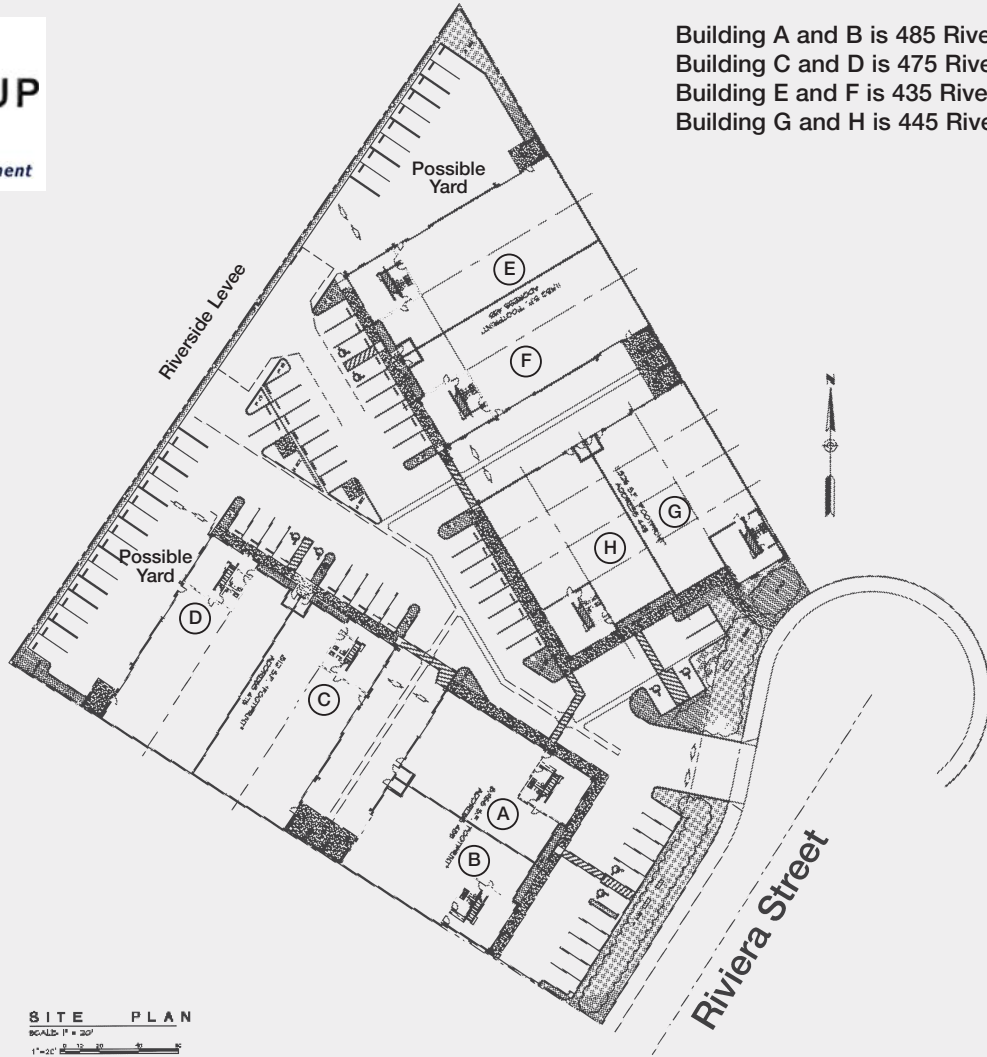 UP
ment
Building A and B is 485 Rive
Building C and D is 475 Rive
Building E and F is 435 Rive
Building G and H is 445 Rive
Possible
Yard
Riverside Levee
E
F
N
G
H
Possible
Yard
D
C
A
B
Riviera Street
SITE PLAN
SCALE: 1" = 20'